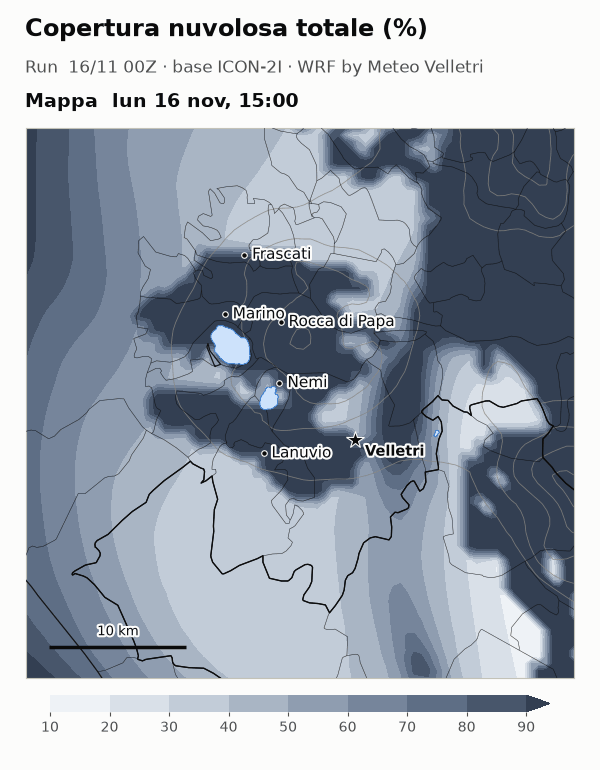 Copertura nuvolosa totale (%)
Run  16/11 00Z · base ICON-2I · WRF by Meteo Velletri
Mappa  lun 16 nov, 15:00
Frascati
Marino
Rocca di Papa
Nemi
Velletri
Lanuvio
10 km
10 20 30 40 50 60 70 80 90